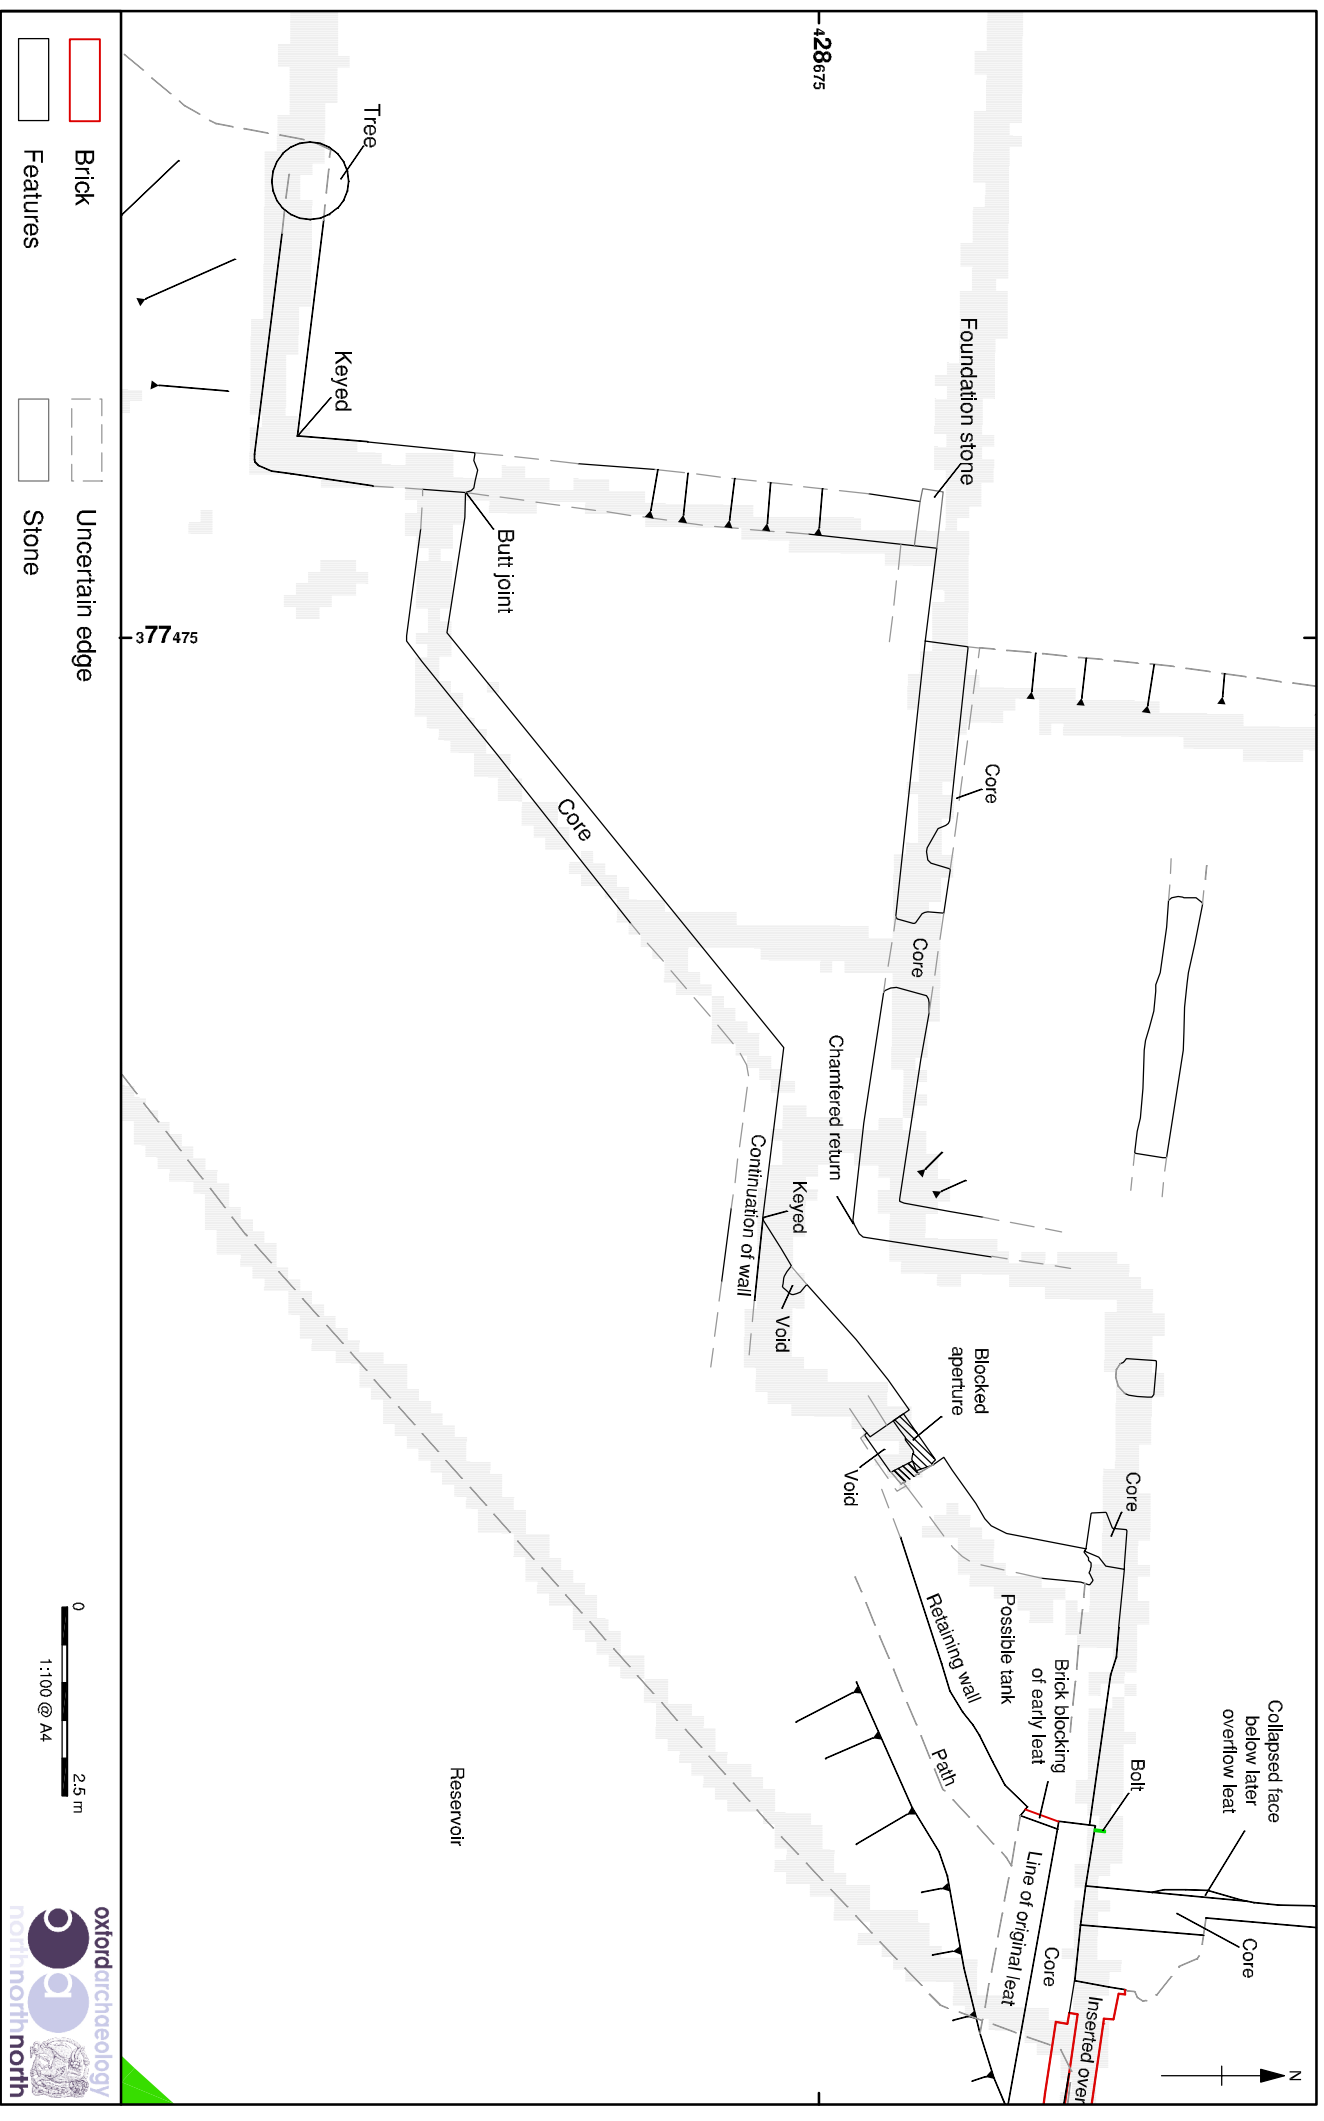 428675
Tree
Foundation stone
Keyed
Butt joint
377475
Core
Core
Core
Chamfered return
Continuation of wall
Keyed
Void
Blocked
aperture
Void
Core
Retaining wall
Possible tank
Brick blocking
of early leat
Path
Bolt
Collapsed face
below later
overflow leat
Core
Line of original leat
Core
Inserted over
Reservoir
N
Brick
Features
Uncertain edge
Stone
0
2.5 m
1:100 @ A4
oxfordarchaeology
northnorthnorth